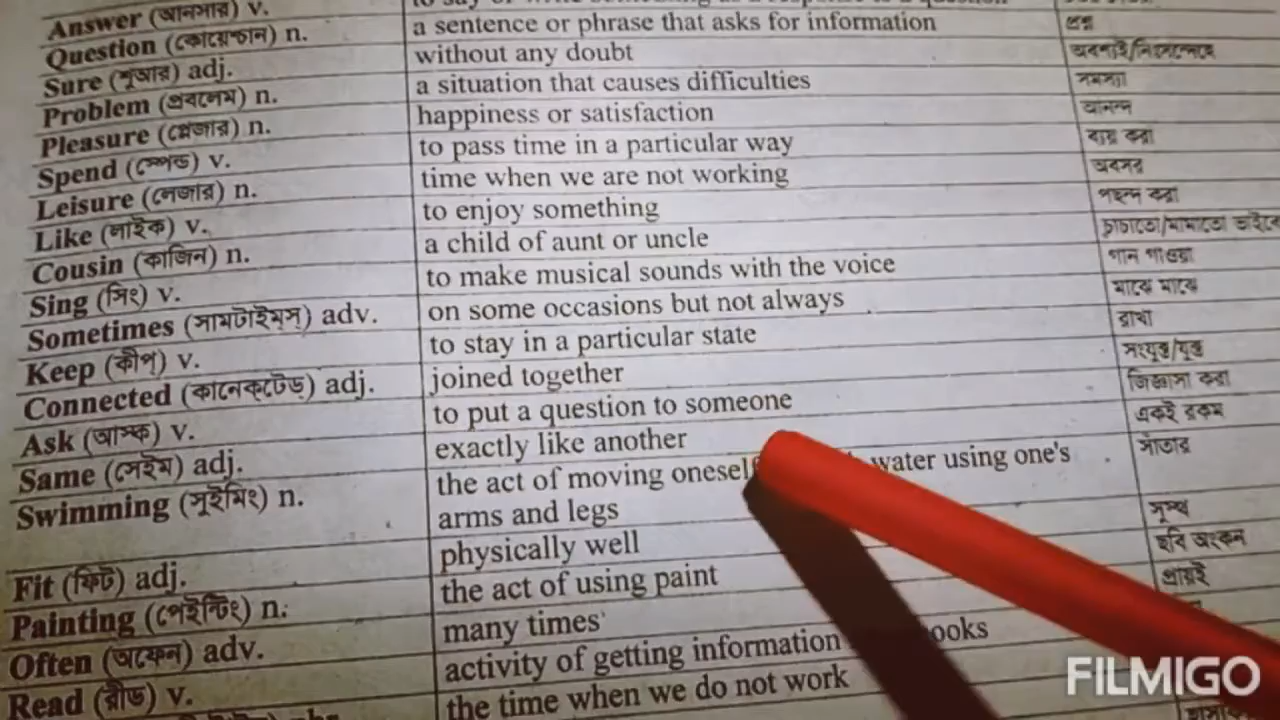 Answer (আনসার) v.
Question (কোয়েশ্চান) n. a sentence or phrase that asks for information প্রশ্ন
Sure (শূআর) adj. without any doubt
Problem (প্রবলেম) n. a situation that causes difficulties সমস্যা
Pleasure (প্লেজার) n. happiness or satisfaction আনন্দ
Spend (স্পেন্ড) v. to pass time in a particular way ব্যয় করা
Leisure (লেজার) n. time when we are not working অবসর
Like (লাইক) v. to enjoy something পছন্দ করা
Cousin (কাজিন) n. a child of aunt or uncle চাচাতো/মামাতো
Sing (সিং) v. to make musical sounds with the voice গান গাওয়া
Sometimes (সামটাইম্‌স্) adv. on some occasions but not always মাঝে মাঝে
Keep (কীপ্) v. to stay in a particular state রাখা
Connected (কানেক্‌টেড্) adj. joined together সংযুক্ত/যুক্ত
Ask (আস্ক) v. to put a question to someone জিজ্ঞাসা করা
Same (সেইম) adj. exactly like another একই রকম
Swimming (সুইমিং) n. the act of moving oneself water using one's সাঁতার
arms and legs
Fit (ফিট) adj. physically well সুস্থ
Painting (পেইন্টিং) n. the act of using paint ছবি অংকন
Often (অফেন) adv. many times প্রায়ই
Read (রীড) v. activity of getting information
the time when we do not work
FILMIGO